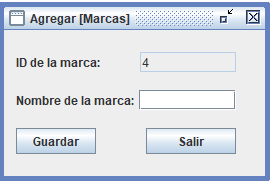 Agregar [Marcas]
ID de la marca: 4
Nombre de la marca:
Guardar Salir